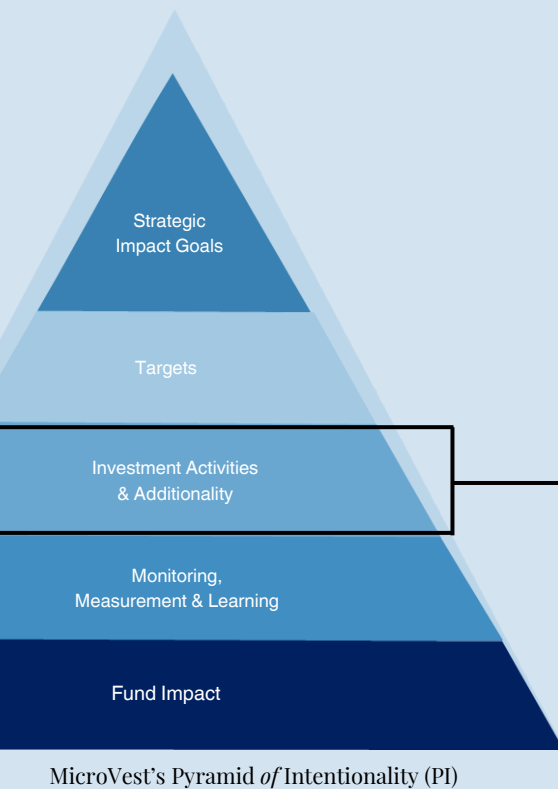 Strategic
Impact Goals
Targets
Investment Activities
& Additionality
Monitoring,
Measurement & Learning
Fund Impact
MicroVest's Pyramid of Intentionality (PI)